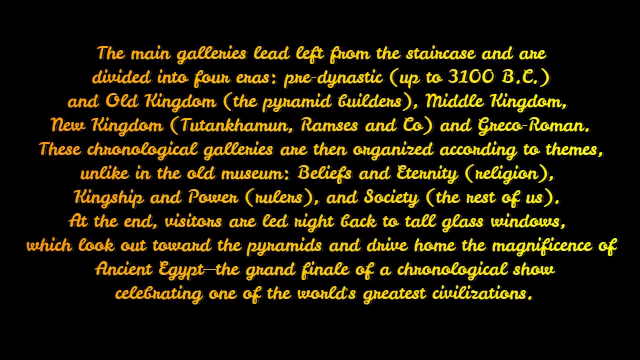 The main galleries lead left from the staircase and are
divided into four eras: pre-dynastic (up to 3100 B.C.)
and Old Kingdom (the pyramid builders), Middle Kingdom,
New Kingdom (Tutankhamun, Ramses and Co) and Greco-Roman.
These chronological galleries are then organized according to themes,
unlike in the old museum: Beliefs and Eternity (religion),
Kingship and Power (rulers), and Society (the rest of us).
At the end, visitors are led right back to tall glass windows,
which look out toward the pyramids and drive home the magnificence of
Ancient Egypt—the grand finale of a chronological show
celebrating one of the world's greatest civilizations.